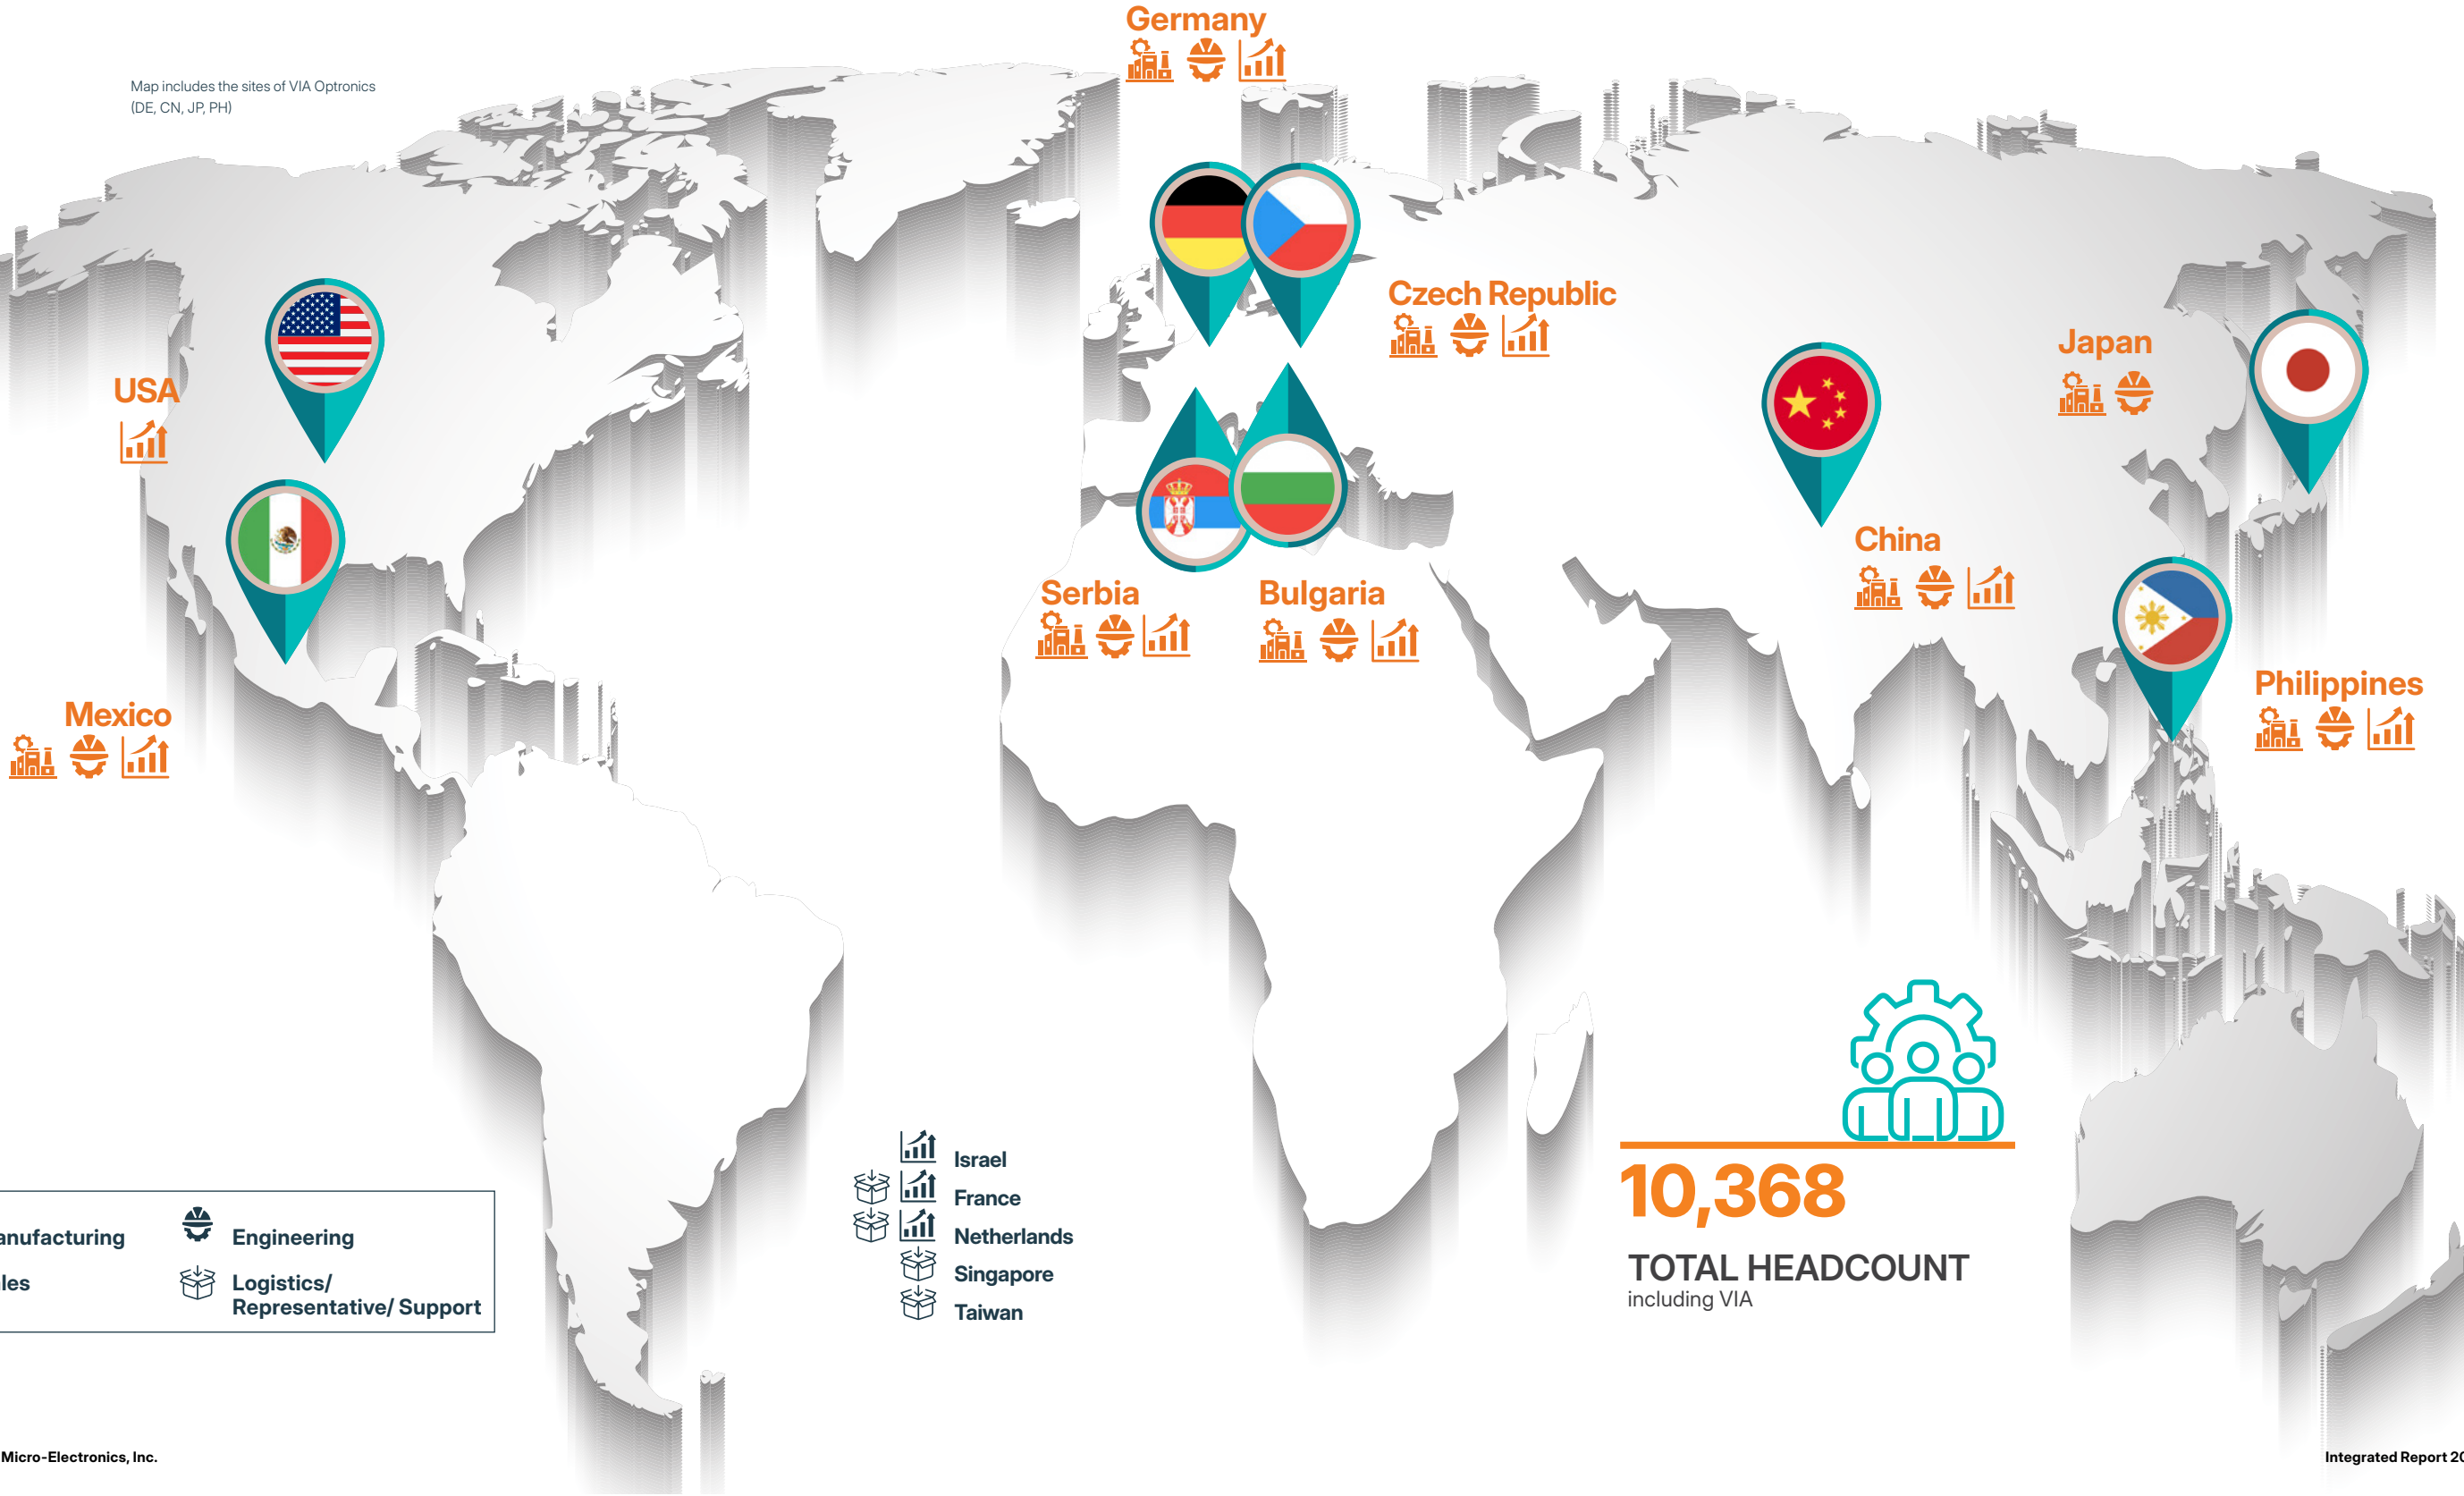 Germany
Map includes the sites of VIA Optronics
(DE, CN, JP, PH)
Czech Republic
Japan
USA
China
Serbia
Bulgaria
Philippines
Mexico
Israel
France
Netherlands
Singapore
Taiwan
10,368
TOTAL HEADCOUNT
including VIA
anufacturing
Engineering
les
Logistics/
Representative/ Support
Micro-Electronics, Inc.
Integrated Report 20